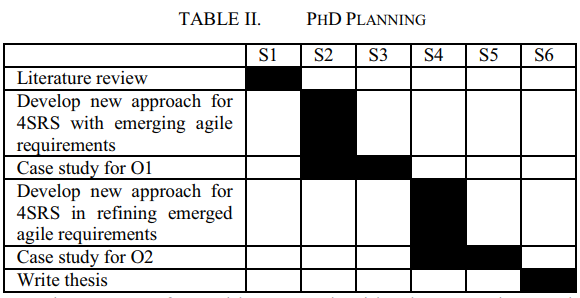 TABLE II. PHD PLANNING
S1 S2 S3 S4 S5 S6
Literature review
Develop new approach for
4SRS with emerging agile
requirements
Case study for O1
Develop new approach for
4SRS in refining emerged
agile requirements
Case study for O2
Write thesis